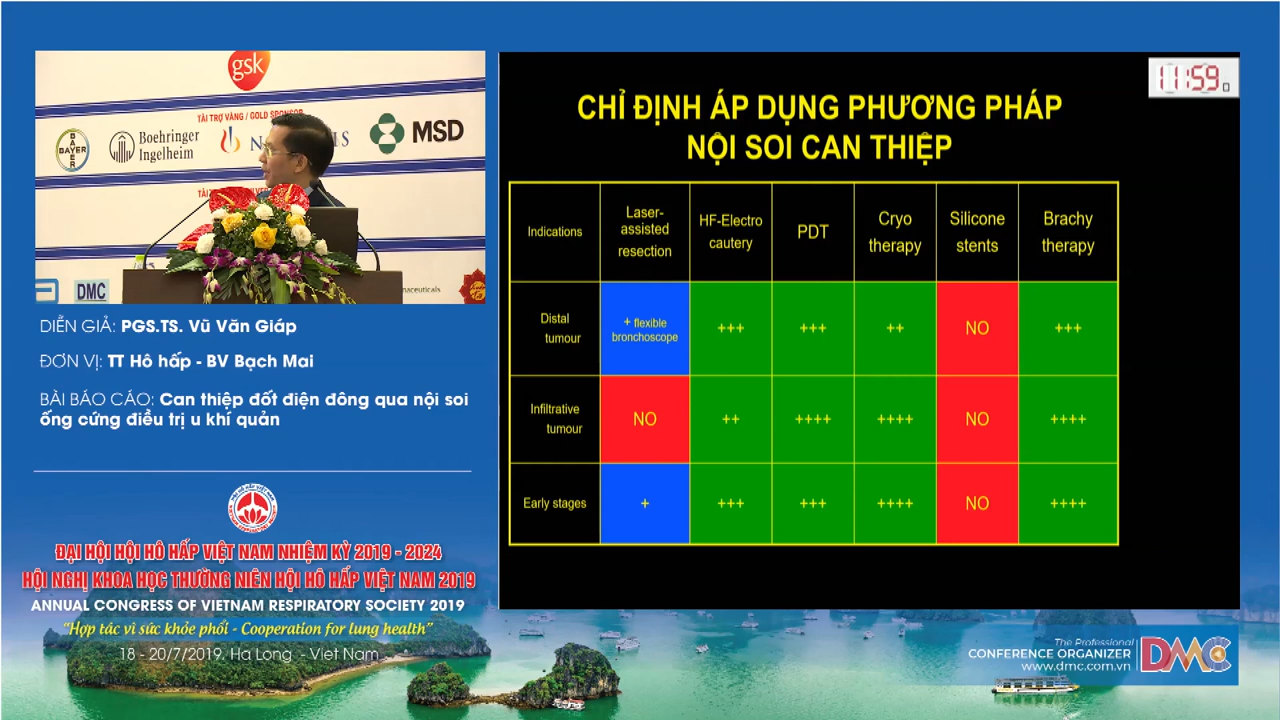 gsk
TÀI TRỢ VÀNG / GOLD SPONSOR
BAYER
BAYER
Boehringer
Ingelheim
MSD
DMC
DIỄN GIẢ: PGS.TS. Vũ Văn Giáp
ĐƠN VỊ: TT Hô hấp - BV Bạch Mai
BÀI BÁO CÁO: Can thiệp đốt điện đông qua nội soi
ống cứng điều trị u khí quản
ĐẠI HỘI HỘI HÔ HẤP VIỆT NAM NHIỆM KỲ 2019 - 2024
HỘI NGHỊ KHOA HỌC THƯỜNG NIÊN HỘI HÔ HẤP VIỆT NAM 2019
ANNUAL CONGRESS OF VIETNAM RESPIRATORY SOCIETY 2019
“Hợp tác vì sức khỏe phổi - Cooperation for lung health”
18 - 20/7/2019. Ha Long - Viet Nam
11:59
CHỈ ĐỊNH ÁP DỤNG PHƯƠNG PHÁP
NỘI SOI CAN THIỆP
Indications
Laser-
assisted
resection
HF-Electro
cautery
PDT
Cryo
therapy
Silicone
stents
Brachy
therapy
Distal
tumour
+ flexible
bronchoscope
+++
+++
++
NO
+++
Infiltrative
tumour
NO
++
++++
++++
NO
++++
Early stages
+
+++
+++
++++
NO
++++
The Professional
CONFERENCE ORGANIZER
www.dmc.com.vn
DMC